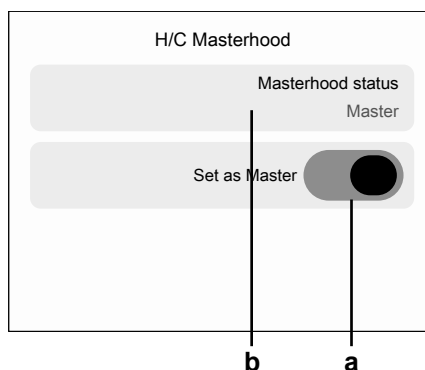 H/C Masterhood
Masterhood status
Master
Set as Master
b
a